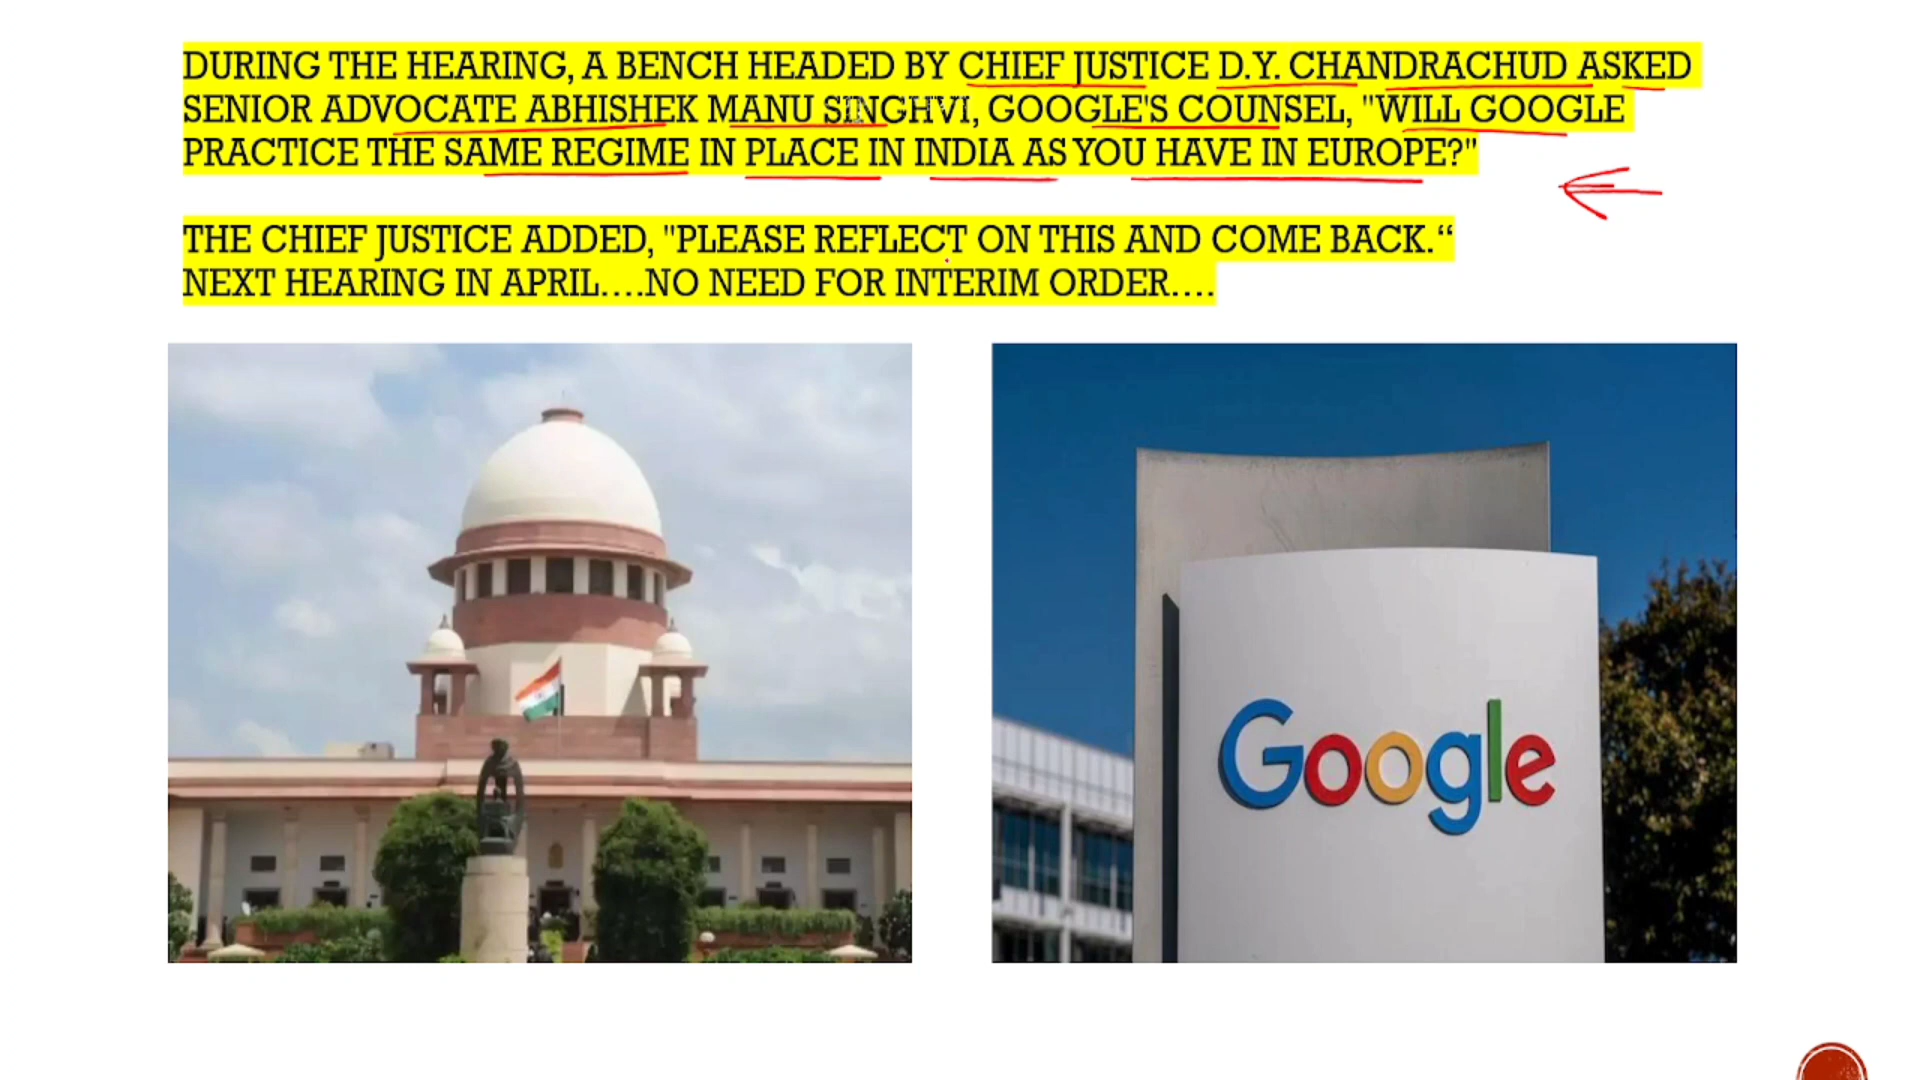 DURING THE HEARING, A BENCH HEADED BY CHIEF JUSTICE D.Y. CHANDRACHUD ASKED
SENIOR ADVOCATE ABHISHEK MANU SINGHVI, GOOGLE'S COUNSEL, "WILL GOOGLE
PRACTICE THE SAME REGIME IN PLACE IN INDIA AS YOU HAVE IN EUROPE?"
THE CHIEF JUSTICE ADDED, "PLEASE REFLECT ON THIS AND COME BACK.“
NEXT HEARING IN APRIL....NO NEED FOR INTERIM ORDER....
Google